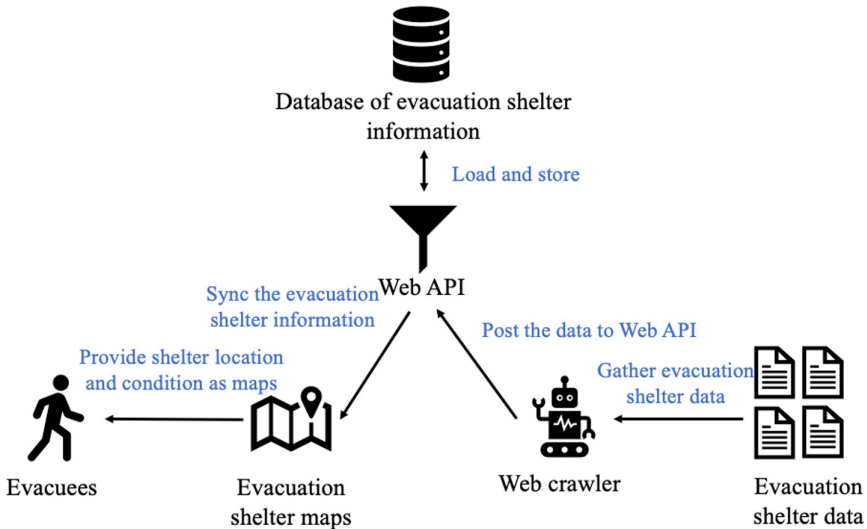 Database of evacuation shelter
information
Load and store
Web API
Sync the evacuation
shelter information
Post the data to Web API
Provide shelter location
and condition as maps
Gather evacuation
shelter data
Evacuees
Evacuation
shelter maps
Web crawler
Evacuation
shelter data